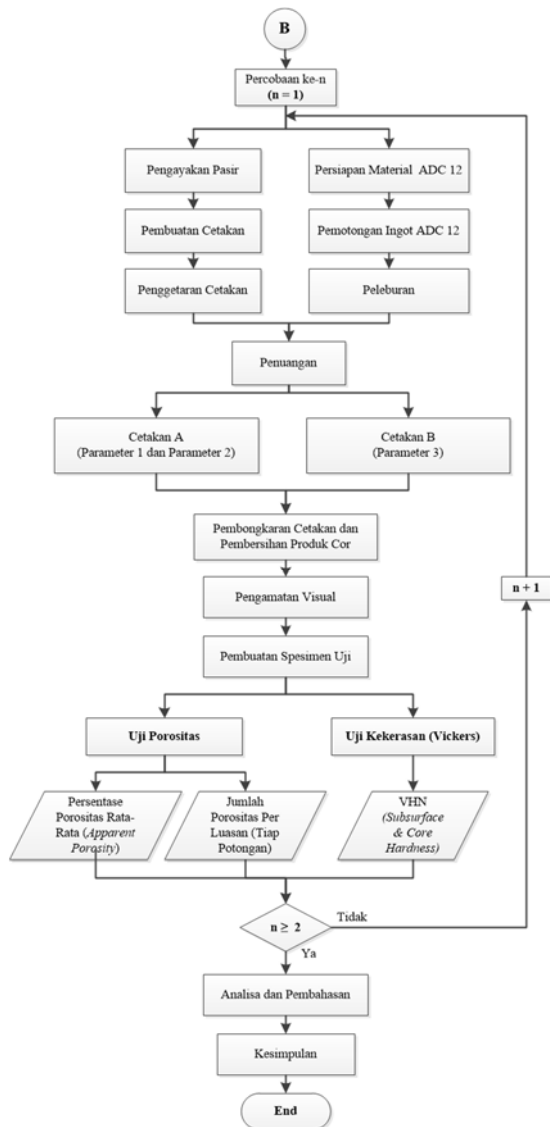 B
Percobaan ke-n
(n = 1)
Pengayakan Pasir
Persiapan Material ADC 12
Pembuatan Cetakan
Pemotongan Ingot ADC 12
Penggetaran Cetakan
Peleburan
Penuangan
Cetakan A
(Parameter 1 dan Parameter 2)
Cetakan B
(Parameter 3)
Pembongkaran Cetakan dan
Pembersihan Produk Cor
n + 1
Pengamatan Visual
Pembuatan Spesimen Uji
Uji Porositas
Uji Kekerasan (Vickers)
Persentase
Porositas Rata-
Rata (Apparent
Porosity)
Jumlah
Porositas Per
Luasan (Tiap
Potongan)
VHN
(Subsurface
& Core
Hardness)
n ≥ 2
Tidak
Ya
Analisa dan Pembahasan
Kesimpulan
End